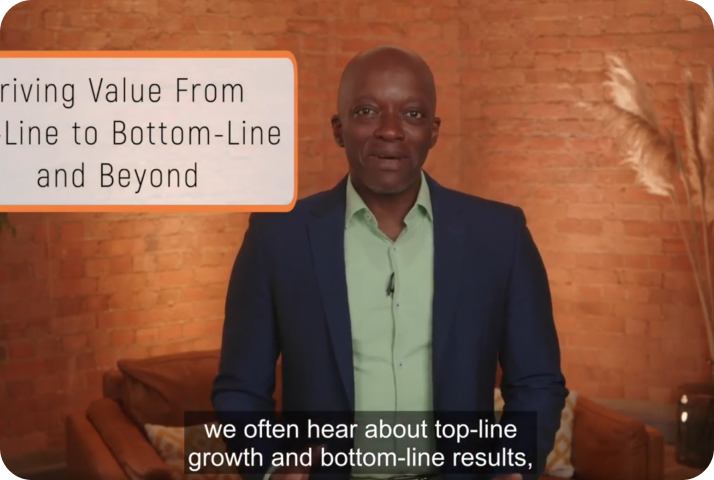 riving Value From
-Line to Bottom-Line
and Beyond
we often hear about top-line
growth and bottom-line results,